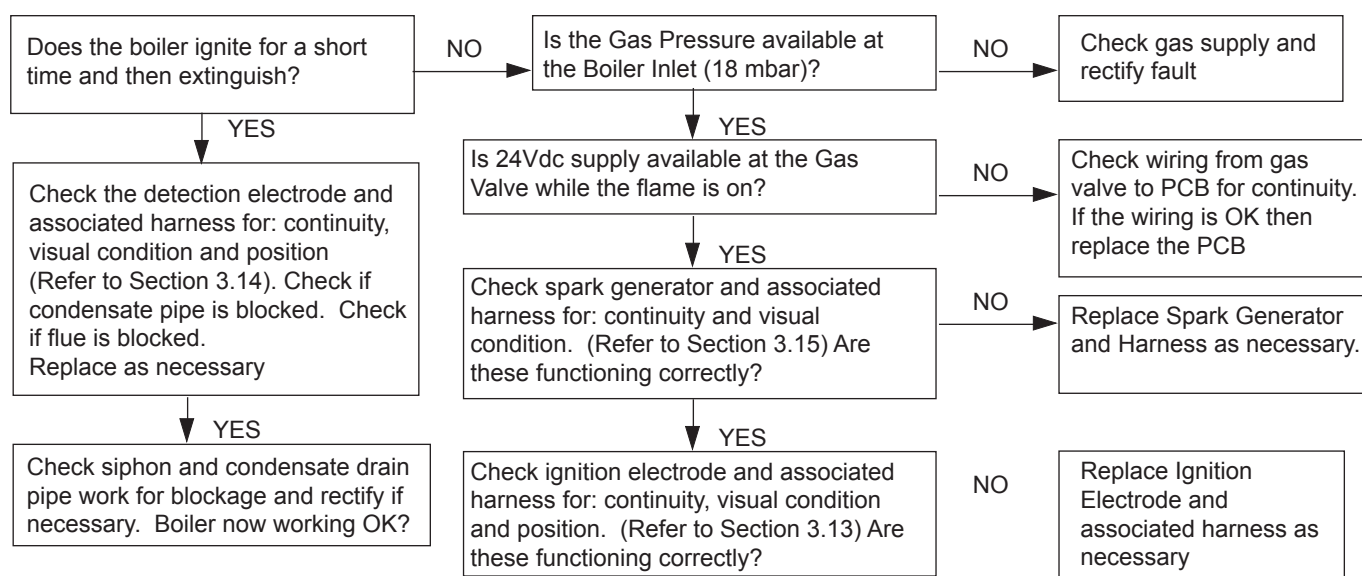 Does the boiler ignite for a short
time and then extinguish?
NO
Is the Gas Pressure available at
the Boiler Inlet (18 mbar)?
NO
Check gas supply and
rectify fault
YES
YES
Check the detection electrode and
associated harness for: continuity,
visual condition and position
(Refer to Section 3.14). Check if
condensate pipe is blocked.  Check
if flue is blocked.
Replace as necessary
Is 24Vdc supply available at the Gas
Valve while the flame is on?
NO
Check wiring from gas
valve to PCB for continuity.
If the wiring is OK then
replace the PCB
YES
Check spark generator and associated
harness for: continuity and visual
condition.  (Refer to Section 3.15) Are
these functioning correctly?
NO
Replace Spark Generator
and Harness as necessary.
YES
YES
Check siphon and condensate drain
pipe work for blockage and rectify if
necessary.  Boiler now working OK?
Check ignition electrode and associated
harness for: continuity, visual condition
and position.  (Refer to Section 3.13) Are
these functioning correctly?
NO
Replace Ignition
Electrode and
associated harness as
necessary